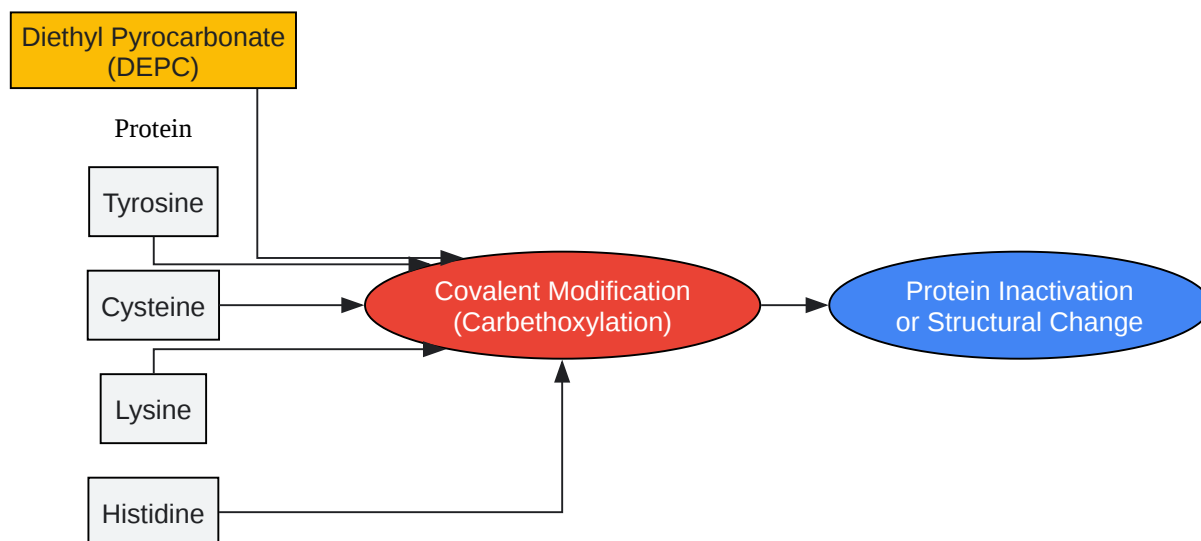 Diethyl Pyrocarbonate
(DEPC)
Protein
Tyrosine
Cysteine
Lysine
Histidine
Covalent Modification
(Carbethoxylation)
Protein Inactivation
or Structural Change